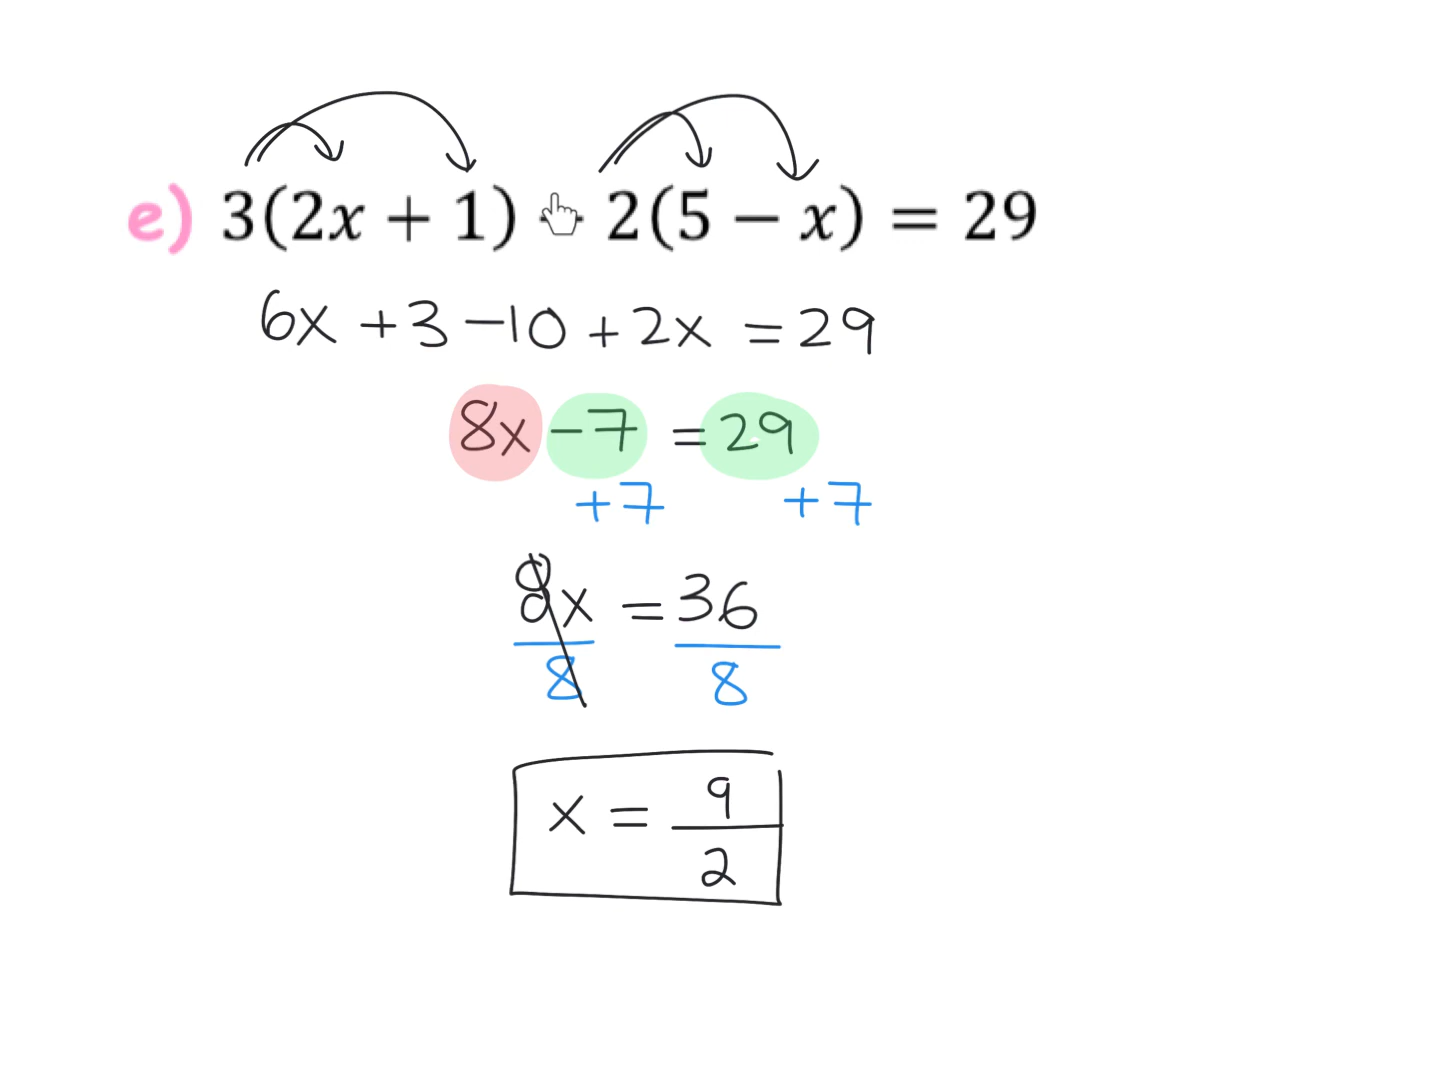 e) 3(2x + 1) - 2(5 − x) = 29
6x +3 −10 +2x = 29
8x −7 = 29
+7 +7
8x = 36
8 8
x = 9
2